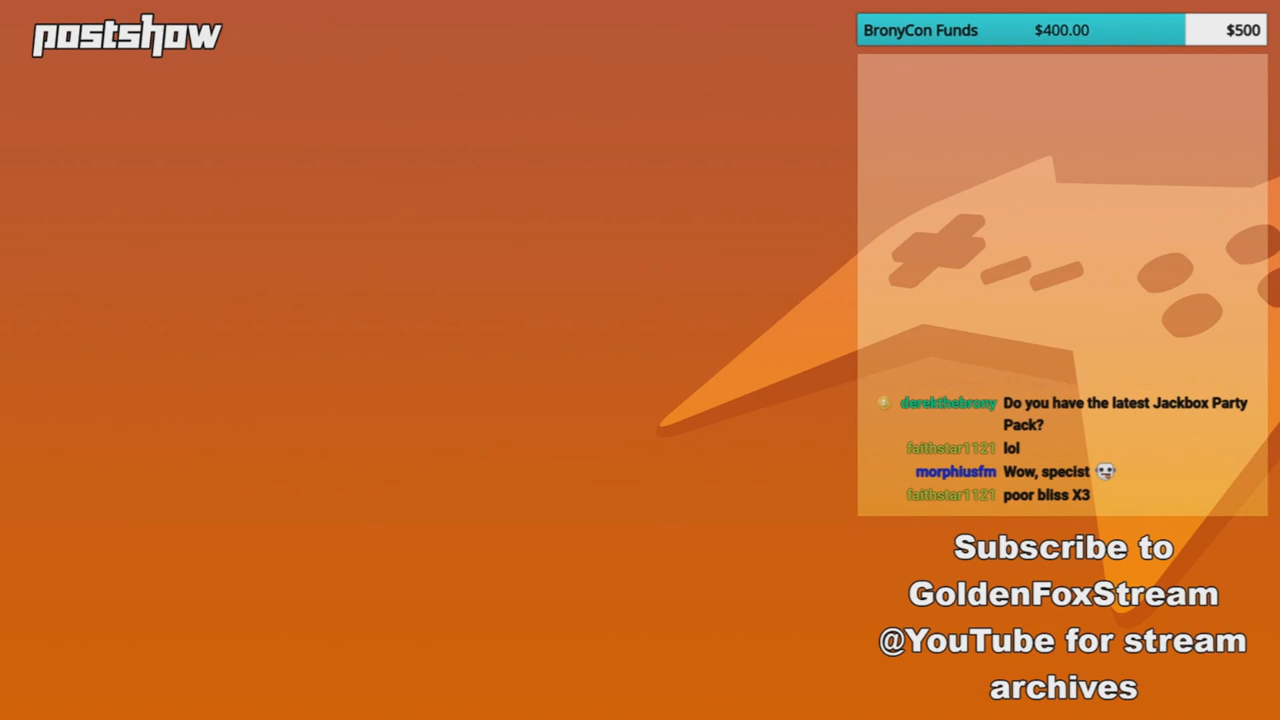 postshow
BronyCon Funds $400.00 $500
derekthebrony Do you have the latest Jackbox Party
Pack?
faithstar1121 lol
morphiusfm Wow, specist
faithstar1121 poor bliss X3
Subscribe to
GoldenFoxStream
@YouTube for stream
archives